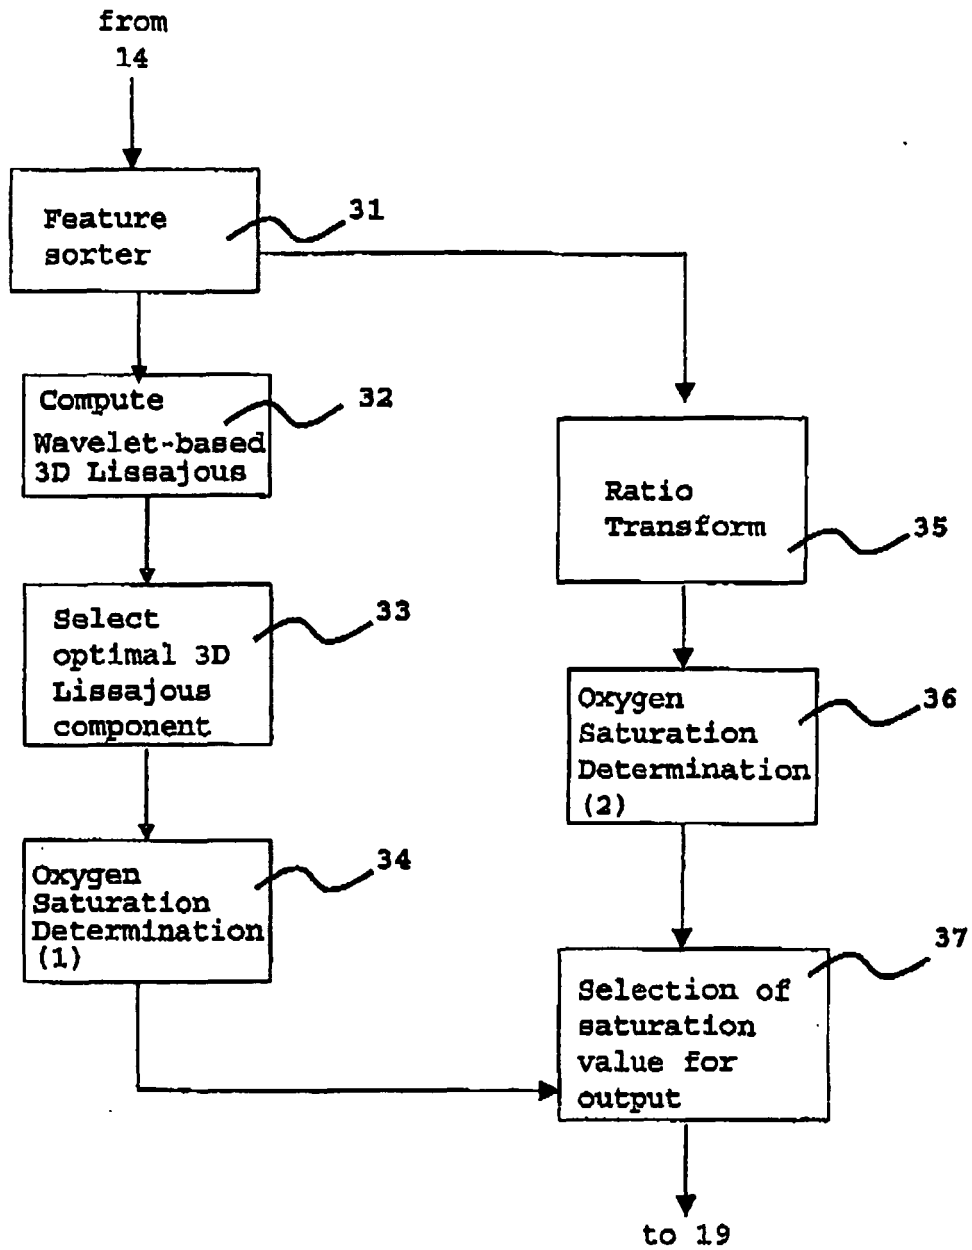 from
14
Feature
sorter
31
Compute
Wavelet-based
3D Lissajous
32
Select
optimal 3D
Lissajous
component
33
Oxygen
Saturation
Determination
(1)
34
Ratio
Transform
35
Oxygen
Saturation
Determination
(2)
36
Selection of
saturation
value for
output
37
to 19